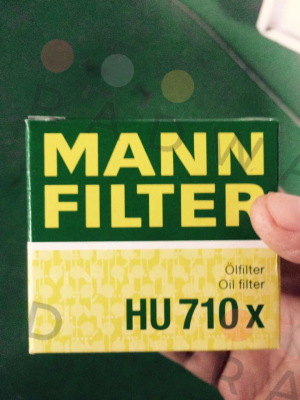 MANN
FILTER
Ölfilter
Oil filter
HU 710 x